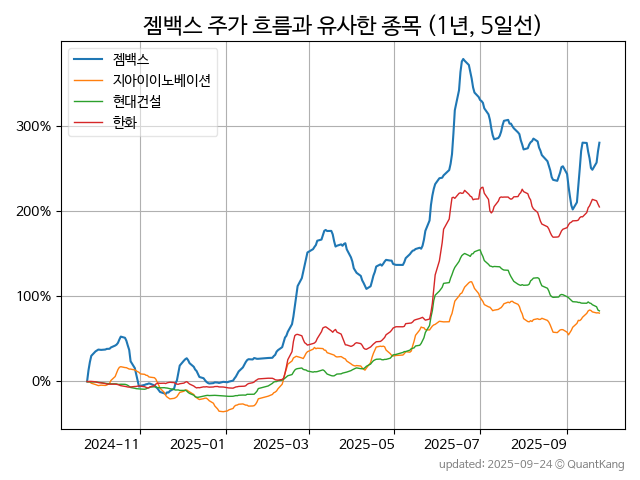 젬백스 주가 흐름과 유사한 종목 (1년, 5일선)
젬백스
지아이이노베이션
현대건설
한화
300%
200%
100%
0%
2024-11 2025-01 2025-03 2025-05 2025-07 2025-09
updated: 2025-09-24 © QuantKang